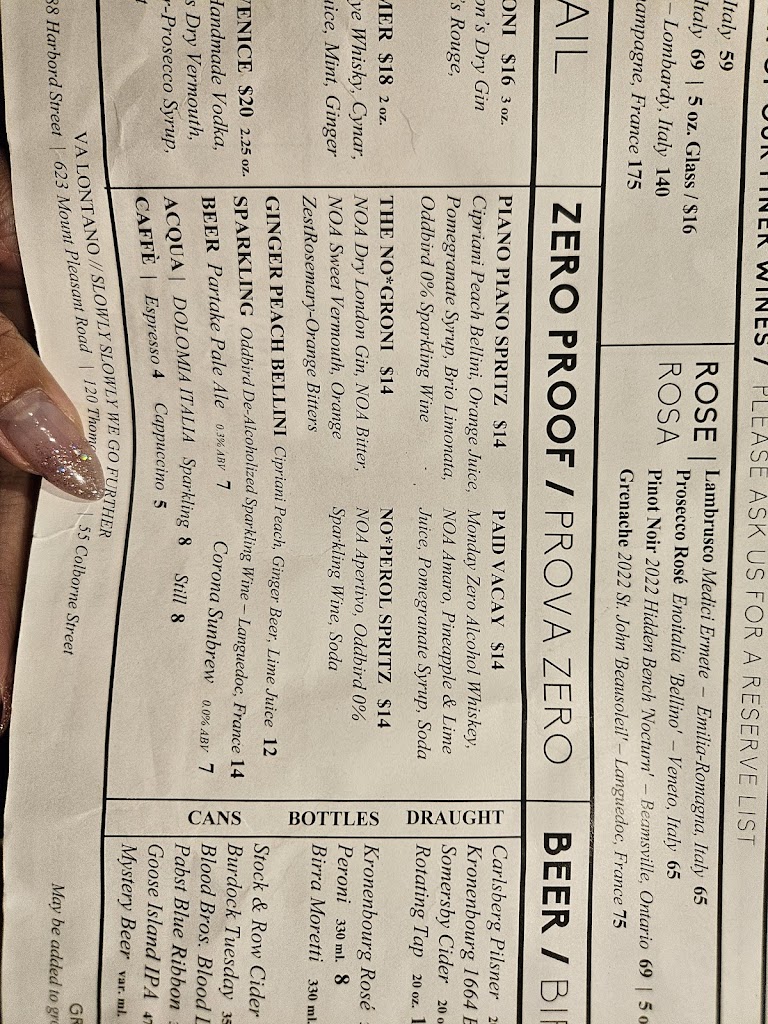 OUR FINER WINES / PLEASE ASK US FOR A RESERVE LIST
Italy 59
Italy 69 | 5 oz. Glass / $16
– Lombardy, Italy 140
France 175
ROSE |
ROSA
Lambrusco Medici Ermete – Emilia-Romagna, Italy 65
Prosecco Rosé Enoitalia 'Bellino' – Veneto, Italy 65
Pinot Noir 2022 Hidden Bench 'Nocturn' – Beamsville, Ontario 69 | 5 o
Grenache 2022 St. John 'Beausoleil' – Languedoc, France 75
AIL
ONI $16 3 oz.
on's Dry Gin
's Rouge,
MER $18 2 oz.
ye Whisky, Cynar,
ice, Mint, Ginger
VENICE $20 2.25 oz.
Handmade Vodka,
s Dry Vermouth,
r-Prosecco Syrup,
ZERO PROOF / PROVA ZERO
PIANO PIANO SPRITZ $14
Cipriani Peach Bellini, Orange Juice,
Pomegranate Syrup, Brio Limonata,
Oddbird 0% Sparkling Wine
PAID VACAY $14
Monday Zero Alcohol Whiskey,
NOA Amaro, Pineapple & Lime
Juice, Pomegranate Syrup, Soda
THE NO*GRONI $14
NOA Dry London Gin, NOA Bitter,
NOA Sweet Vermouth, Orange
ZestRosemary-Orange Bitters
NO*PEROL SPRITZ $14
NOA Aperitivo, Oddbird 0%
Sparkling Wine, Soda
GINGER PEACH BELLINI Cipriani Peach, Ginger Beer, Lime Juice 12
SPARKLING Oddbird De-Alcoholized Sparkling Wine – Languedoc, France 14
BEER Partake Pale Ale 0.3% ABV 7 Corona Sunbrew 0.0% ABV 7
ACQUA | DOLOMIA ITALIA Sparkling 8 Still 8
CAFFÈ | Espresso 4 Cappuccino 5
BEER /
DRAUGHT
Carlsberg Pilsner
Kronenbourg 1664
Somersby Cider 20
Rotating Tap 20 oz.
BOTTLES
Kronenbourg Rosé
Peroni 330 ml. 8
Birra Moretti 330 ml.
CANS
Stock & Row Cider
Burdock Tuesday
Blood Bros. Blood
Pabst Blue Ribbon
Goose Island IPA
Mystery Beer var. ml.
VA LONTANO // SLOWLY SLOWLY WE GO FURTHER
88 Harbord Street | 623 Mount Pleasant Road | 120 55 Colborne Street
May be added to